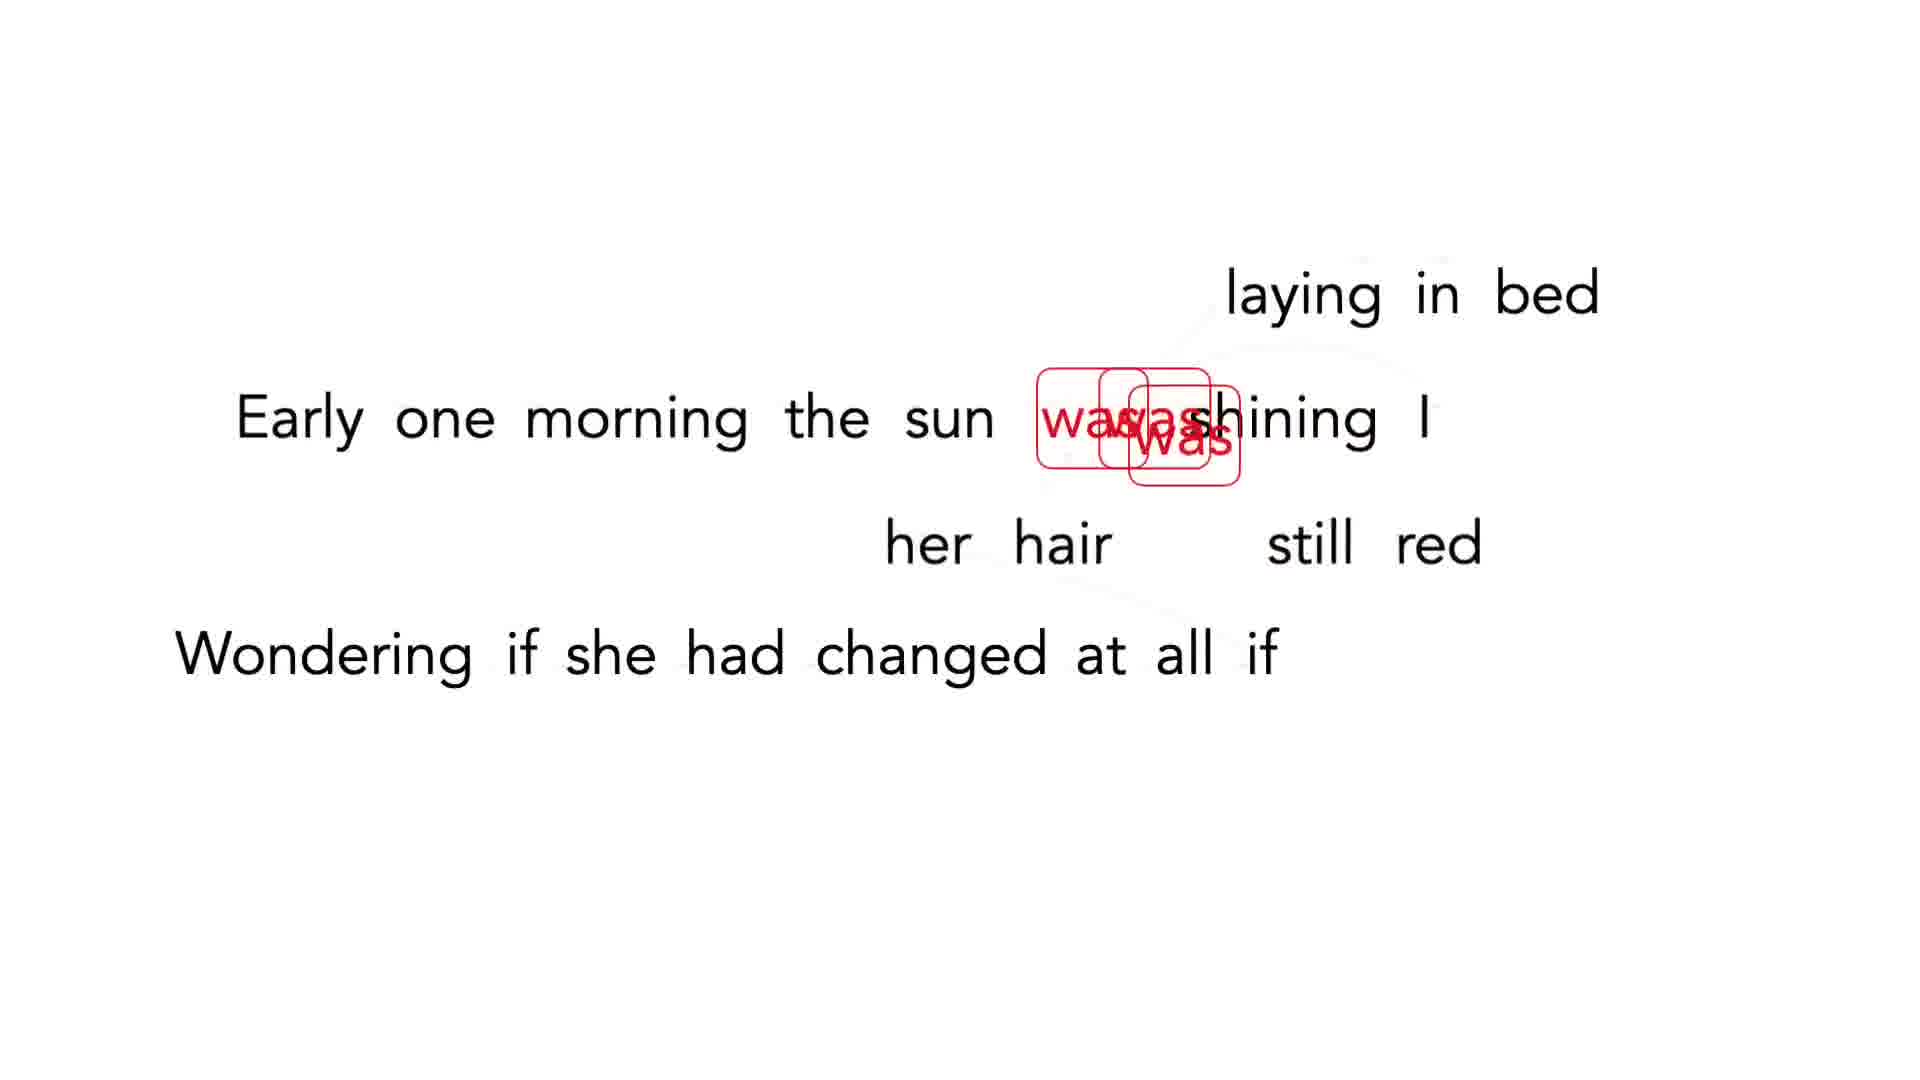 laying in bed
Early one morning the sun was was was shining I
her hair still red
Wondering if she had changed at all if